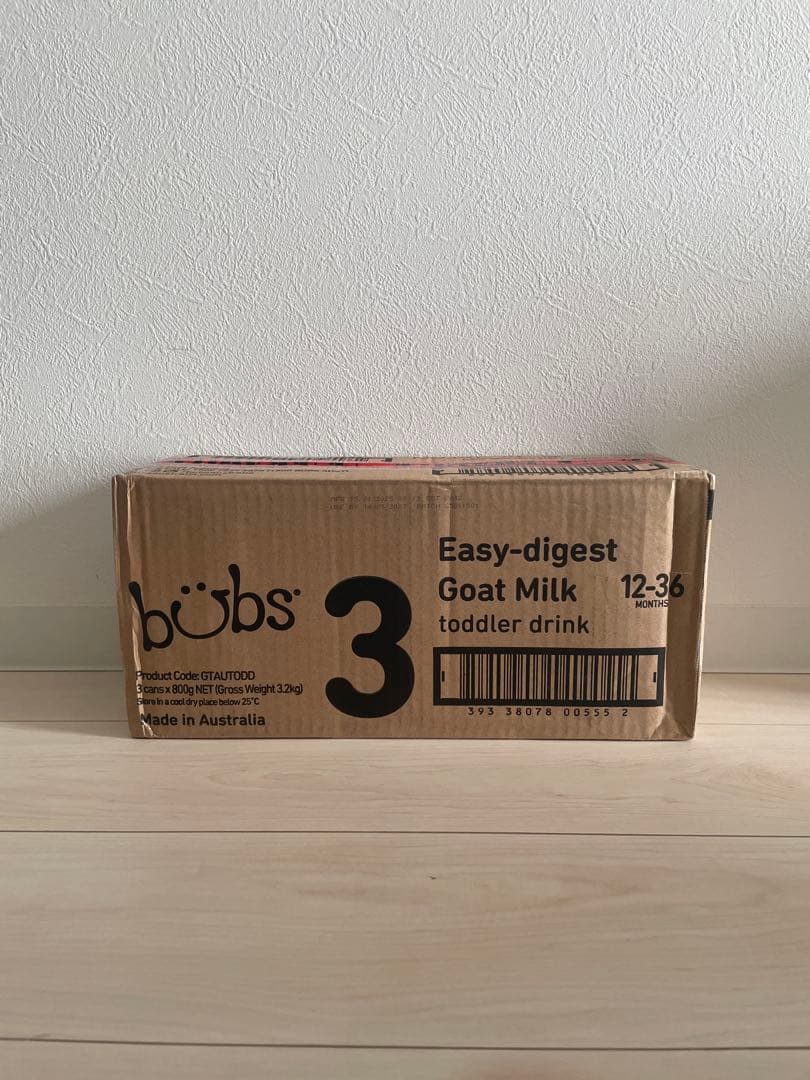 bubs
Product Code: GTAUTODD
3 cans x 800g NET (Gross Weight 3.2kg)
Store in a cool dry place below 25°C
Made in Australia
3
Easy-digest
Goat Milk
toddler drink
12-36
MONTHS
393 38078 00555 2